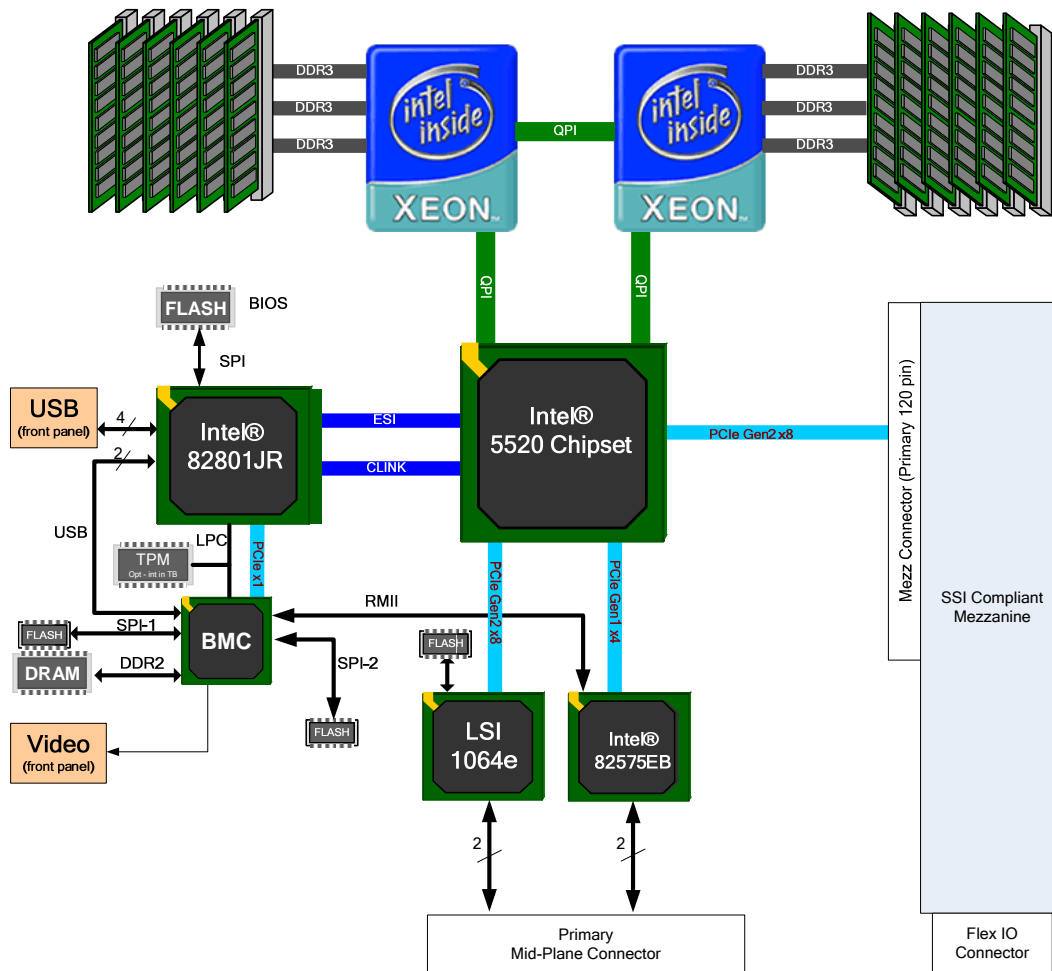 DDR3
DDR3
DDR3
intel
inside
XEON™
QPI
intel
inside
XEON™
DDR3
DDR3
DDR3
QPI
QPI
FLASH
BIOS
SPI
USB
(front panel)
4
2
Intel®
82801JR
ESI
CLINK
Intel®
5520 Chipset
PCIe Gen2 x8
Mezz Connector (Primary 120 pin)
SSI Compliant
Mezzanine
USB
LPC
PCIe x1
TPM
Opt - int in TB
PCIe Gen2 x8
PCIe Gen1 x4
RMII
BMC
FLASH
SPI-1
DRAM
DDR2
SPI-2
FLASH
FLASH
Video
(front panel)
LSI
1064e
Intel®
82575EB
2
2
Primary
Mid-Plane Connector
Flex IO
Connector